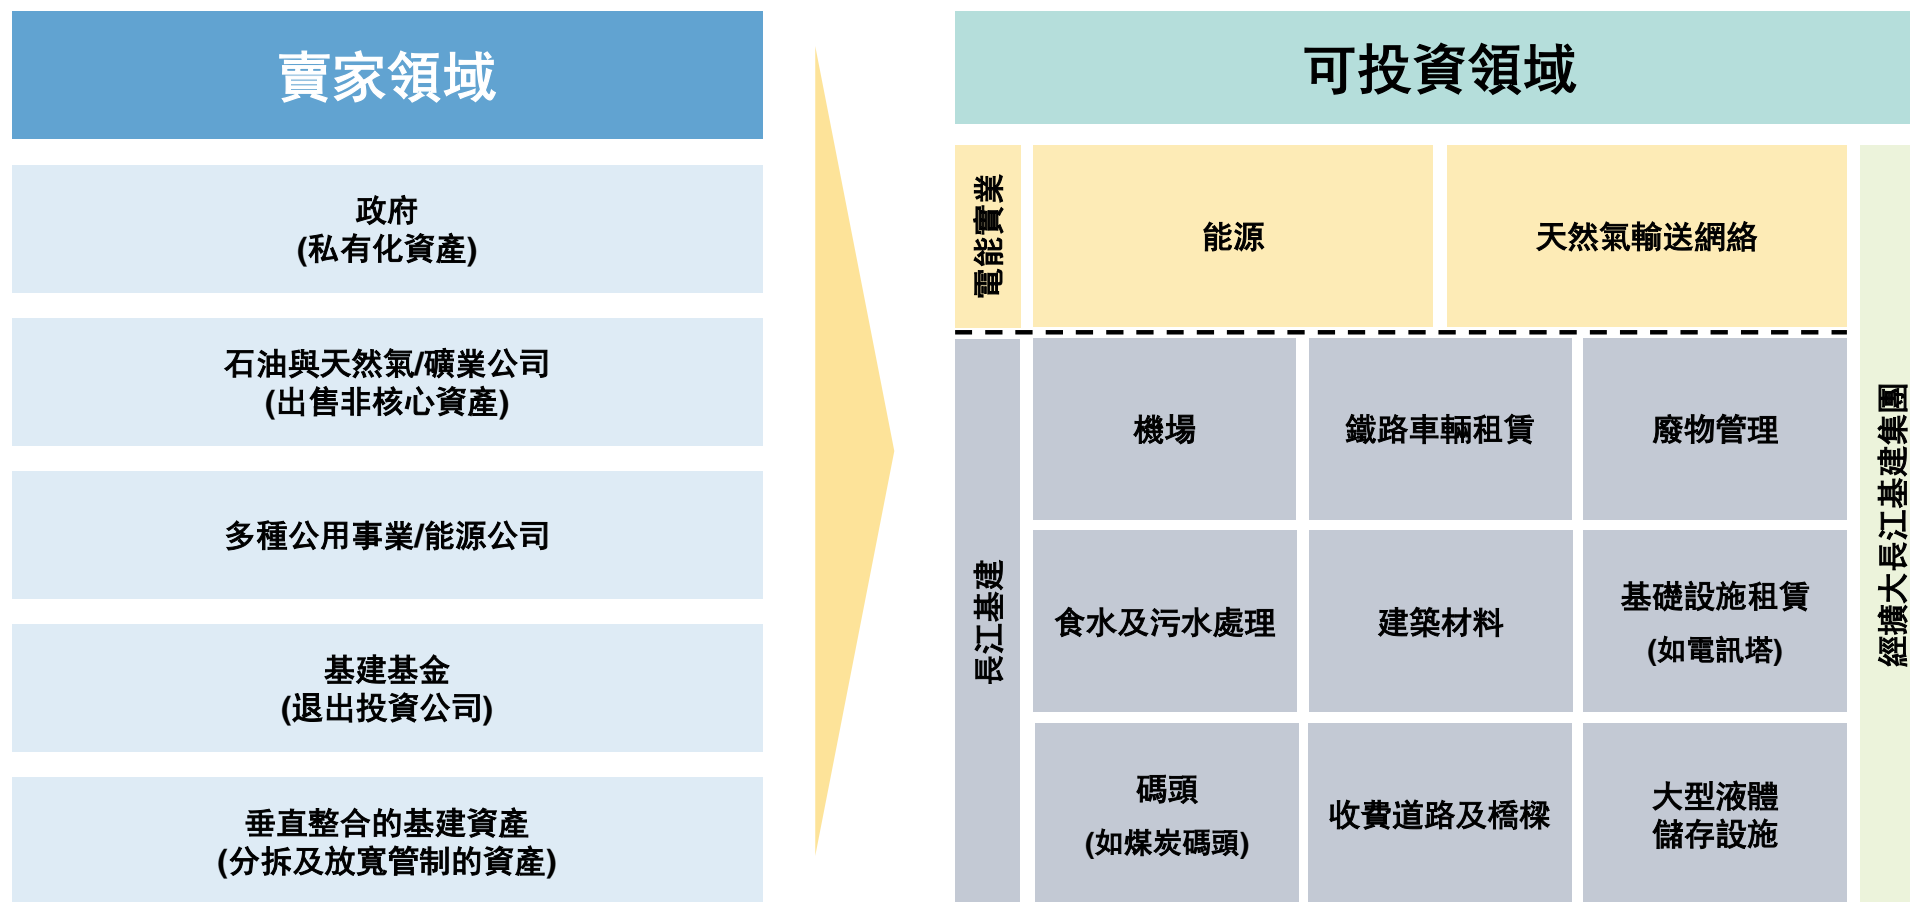 賣家領域
政府
(私有化資產)
石油與天然氣/礦業公司
(出售非核心資產)
多種公用事業/能源公司
基建基金
(退出投資公司)
垂直整合的基建資產
(分拆及放寬管制的資產)
可投資領域
電能實業
能源
天然氣輸送網絡
長江基建
機場
鐵路車輛租賃
廢物管理
食水及污水處理
建築材料
基礎設施租賃
(如電訊塔)
碼頭
(如煤炭碼頭)
收費道路及橋樑
大型液體
儲存設施
經擴大長江基建集團